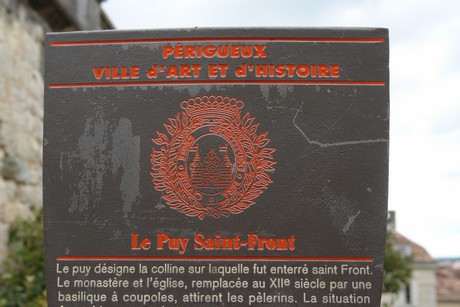 PÉRIGUEUX
VILLE d'ART ET d'HISTOIRE
Le Puy Saint-Front
Le puy désigne la colline sur laquelle fut enterré saint Front.
Le monastère et l'église, remplacée au XIIe siècle par une
basilique à coupoles, attirent les pèlerins. La situation